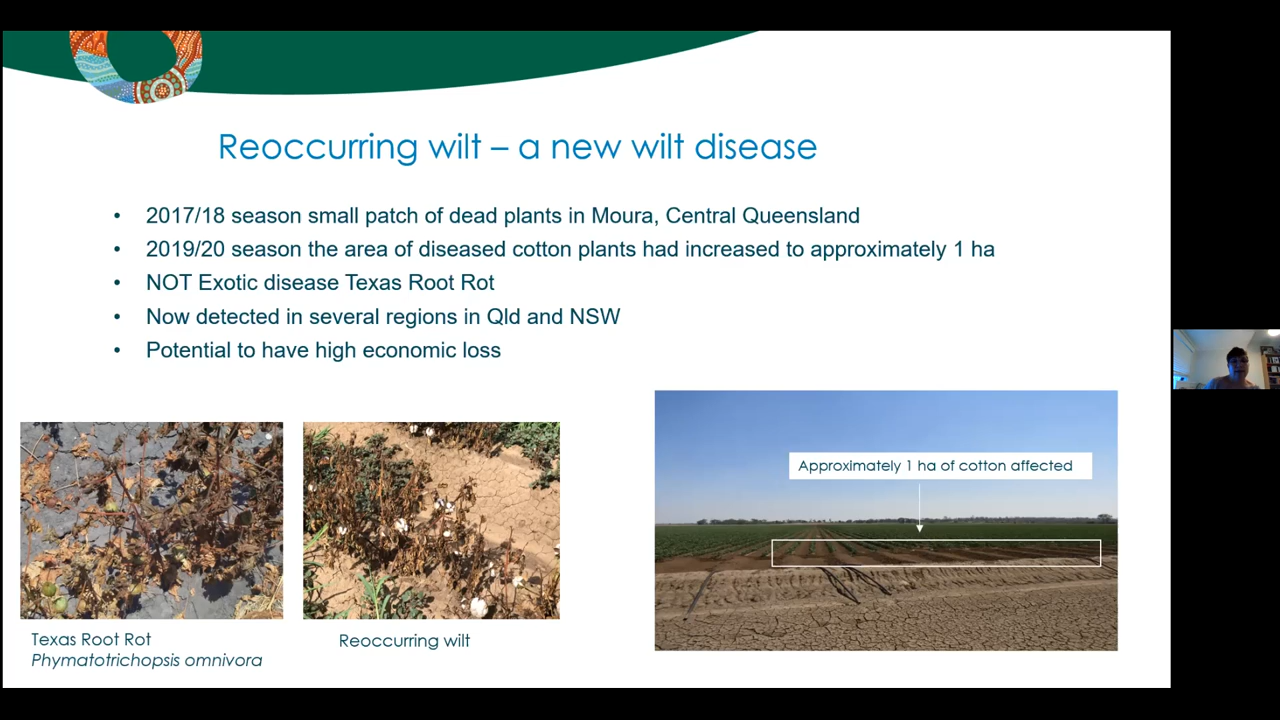 Reoccurring wilt – a new wilt disease
• 2017/18 season small patch of dead plants in Moura, Central Queensland
• 2019/20 season the area of diseased cotton plants had increased to approximately 1 ha
• NOT Exotic disease Texas Root Rot
• Now detected in several regions in Qld and NSW
• Potential to have high economic loss
Approximately 1 ha of cotton affected
Texas Root Rot
Phymatotrichopsis omnivora
Reoccurring wilt